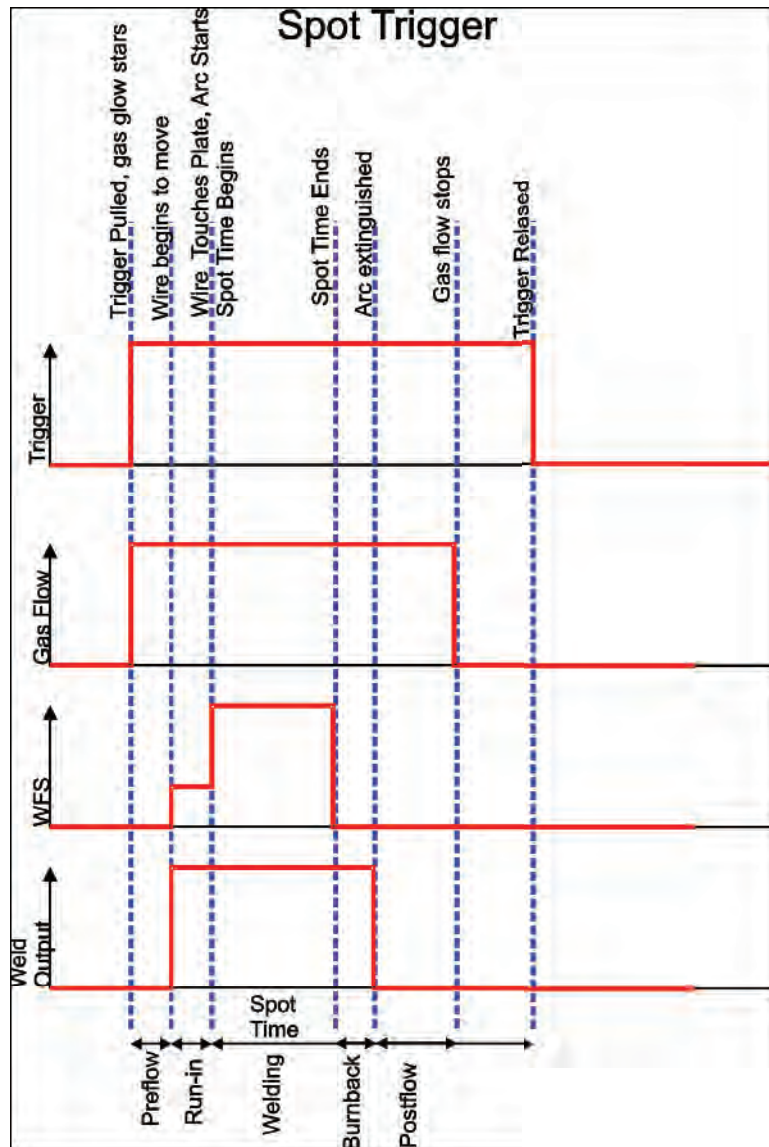 Spot Trigger
Trigger Pulled, gas glow stars
Wire begins to move
Wire Touches Plate, Arc Starts
Spot Time Begins
Spot Time Ends
Arc extinguished
Gas flow stops
Trigger Relased
Trigger
Gas Flow
WFS
Weld
Output
Spot
Time
Preflow
Run-in
Welding
Burnback
Postflow